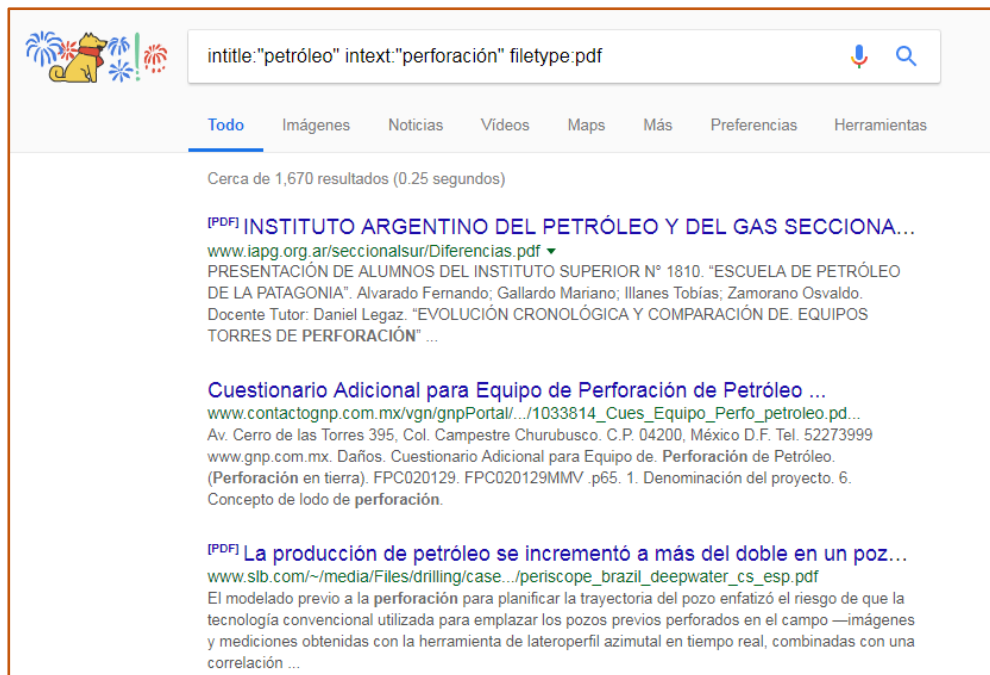 intitle:"petróleo" intext:"perforación" filetype:pdf
Todo Imágenes Noticias Vídeos Maps Más Preferencias Herramientas
Cerca de 1,670 resultados (0.25 segundos)
[PDF] INSTITUTO ARGENTINO DEL PETRÓLEO Y DEL GAS SECCIONA...
www.iapg.org.ar/seccionalsur/Diferencias.pdf
PRESENTACIÓN DE ALUMNOS DEL INSTITUTO SUPERIOR N° 1810. “ESCUELA DE PETRÓLEO
DE LA PATAGONIA”. Alvarado Fernando; Gallardo Mariano; Illanes Tobías; Zamorano Osvaldo.
Docente Tutor: Daniel Legaz. “EVOLUCIÓN CRONOLÓGICA Y COMPARACIÓN DE. EQUIPOS
TORRES DE PERFORACIÓN” ...
Cuestionario Adicional para Equipo de Perforación de Petróleo ...
www.contactognp.com.mx/vgn/gnpPortal/.../1033814_Cues_Equipo_Perfo_petroleo.pd...
Av. Cerro de las Torres 395, Col. Campestre Churubusco. C.P. 04200, México D.F. Tel. 52273999
www.gnp.com.mx. Daños. Cuestionario Adicional para Equipo de. Perforación de Petróleo.
(Perforación en tierra). FPC020129. FPC020129MMV .p65. 1. Denominación del proyecto. 6.
Concepto de lodo de perforación.
[PDF] La producción de petróleo se incrementó a más del doble en un poz...
www.slb.com/~/media/Files/drilling/case.../periscope_brazil_deepwater_cs_esp.pdf
El modelado previo a la perforación para planificar la trayectoria del pozo enfatizó el riesgo de que la
tecnología convencional utilizada para emplazar los pozos previos perforados en el campo —imágenes
y mediciones obtenidas con la herramienta de lateroperfil azimutal en tiempo real, combinadas con una
correlación ...